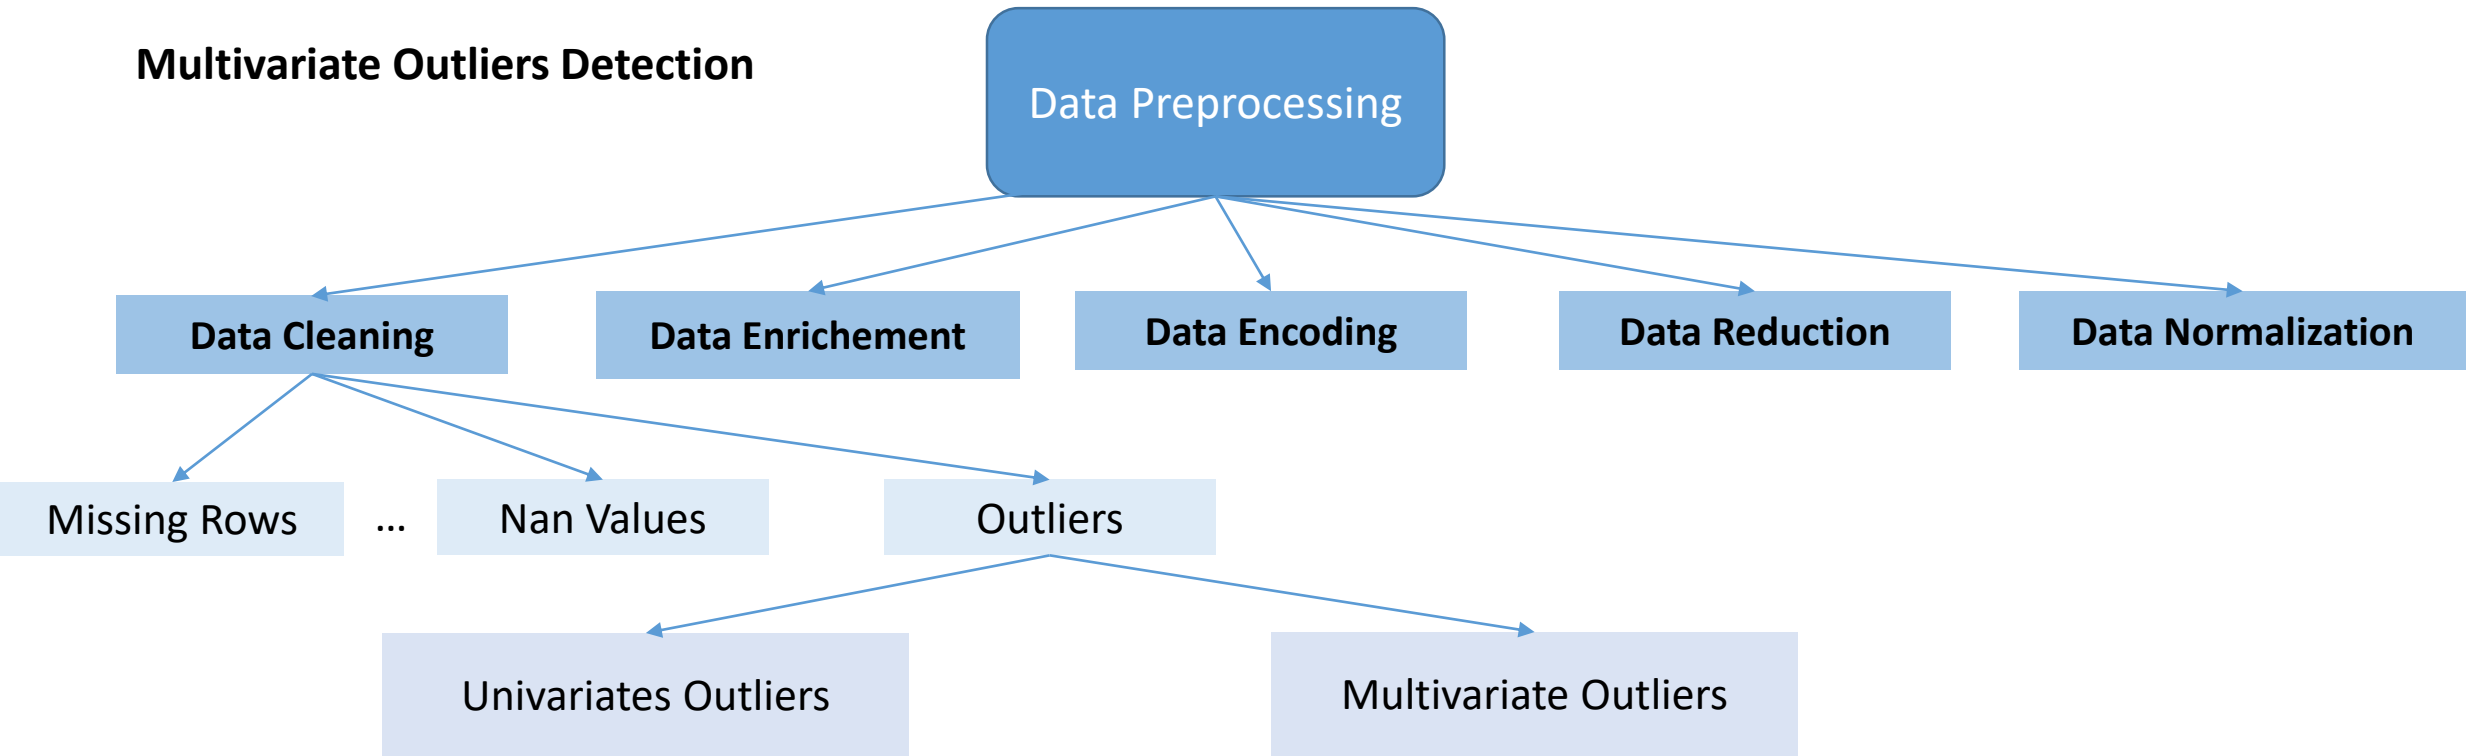 Multivariate Outliers Detection
Data Preprocessing
Data Cleaning
Data Enrichement
Data Encoding
Data Reduction
Data Normalization
Missing Rows
...
Nan Values
Outliers
Univariates Outliers
Multivariate Outliers